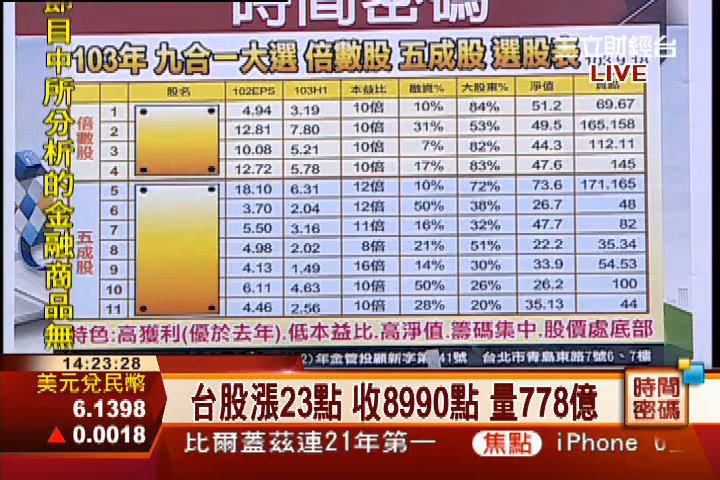 時間密碼
立財經台
節目中所分析的金融商品無
103年 九合一大選 倍數股 五成股 選股表
103.9.18
LIVE
股名 102EPS 103H1 本益比 融資% 大股東% 淨值 買點
倍數股
1 4.94 3.19 10倍 10% 84% 51.2 69.67
2 12.81 7.80 10倍 31% 53% 49.5 165,158
3 10.08 5.21 10倍 7% 82% 44.3 112.11
4 12.72 5.78 10倍 17% 83% 47.6 145
五成股
5 18.10 6.31 12倍 10% 72% 73.6 171,165
6 3.70 2.04 12倍 50% 38% 26.7 48
7 5.50 3.16 11倍 16% 32% 47.7 82
8 4.98 2.02 8倍 21% 51% 22.2 35.34
9 4.13 1.49 16倍 14% 30% 33.9 54.53
10 6.11 4.63 10倍 50% 26% 26.2 100
11 4.46 2.56 10倍 28% 20% 35.13 44
特色:高獲利(優於去年).低本益比.高淨值.籌碼集中.股價處底部
14:23:28
2)年金管投顧新字第 41號 台北市青島東路7號6、7樓
美元兌民幣
6.1398
▲0.0018
台股漲23點 收8990點 量778億
時間密碼
比爾蓋茲連21年第一 焦點 iPhone 6